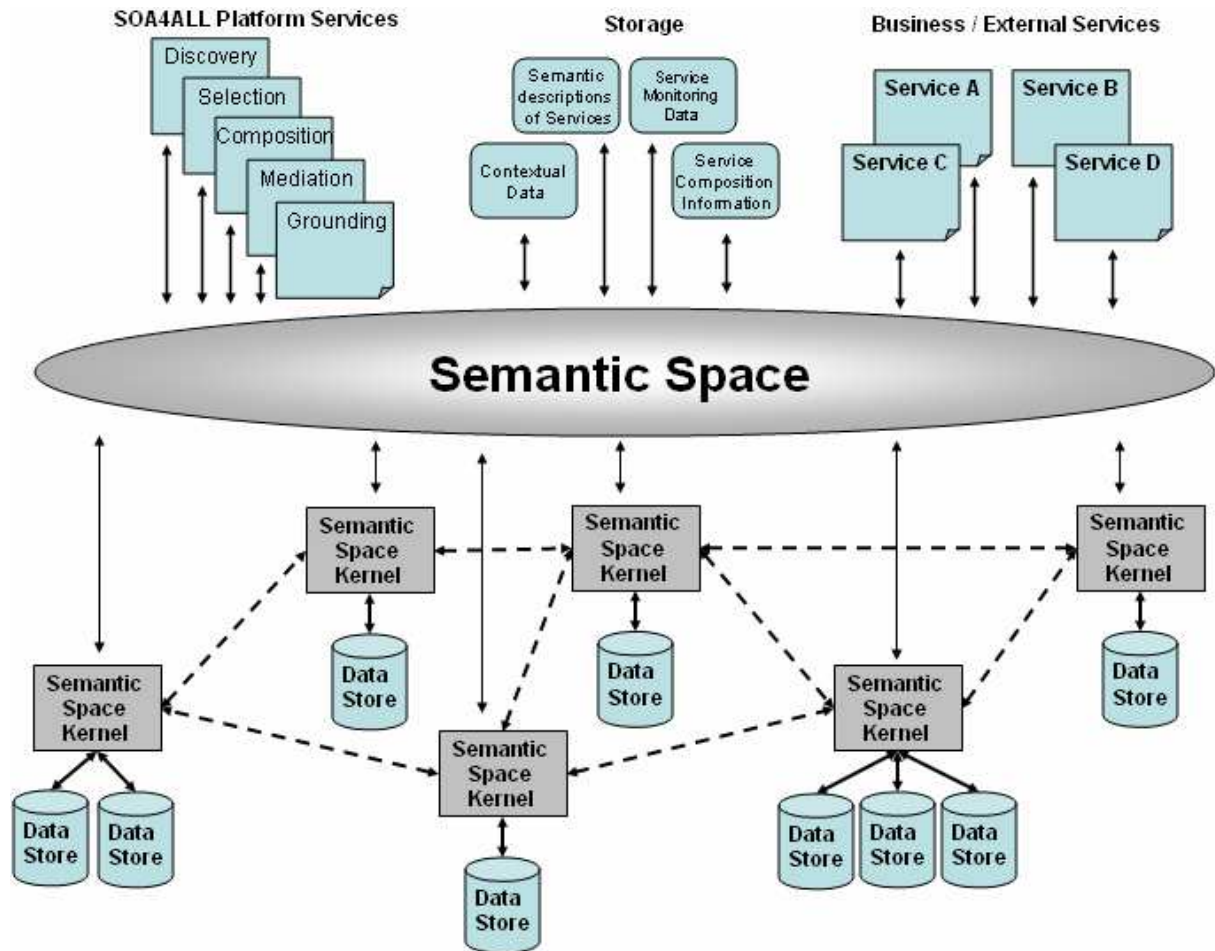 SOA4ALL Platform Services
Discovery
Selection
Composition
Mediation
Grounding
Storage
Semantic
descriptions
of Services
Service
Monitoring
Data
Contextual
Data
Service
Composition
Information
Business / External Services
Service A
Service B
Service C
Service D
Semantic Space
Semantic
Space
Kernel
Data
Store
Semantic
Space
Kernel
Data
Store
Semantic
Space
Kernel
Data
Store
Semantic
Space
Kernel
Data
Store
Data
Store
Semantic
Space
Kernel
Data
Store
Semantic
Space
Kernel
Data
Store
Data
Store
Data
Store